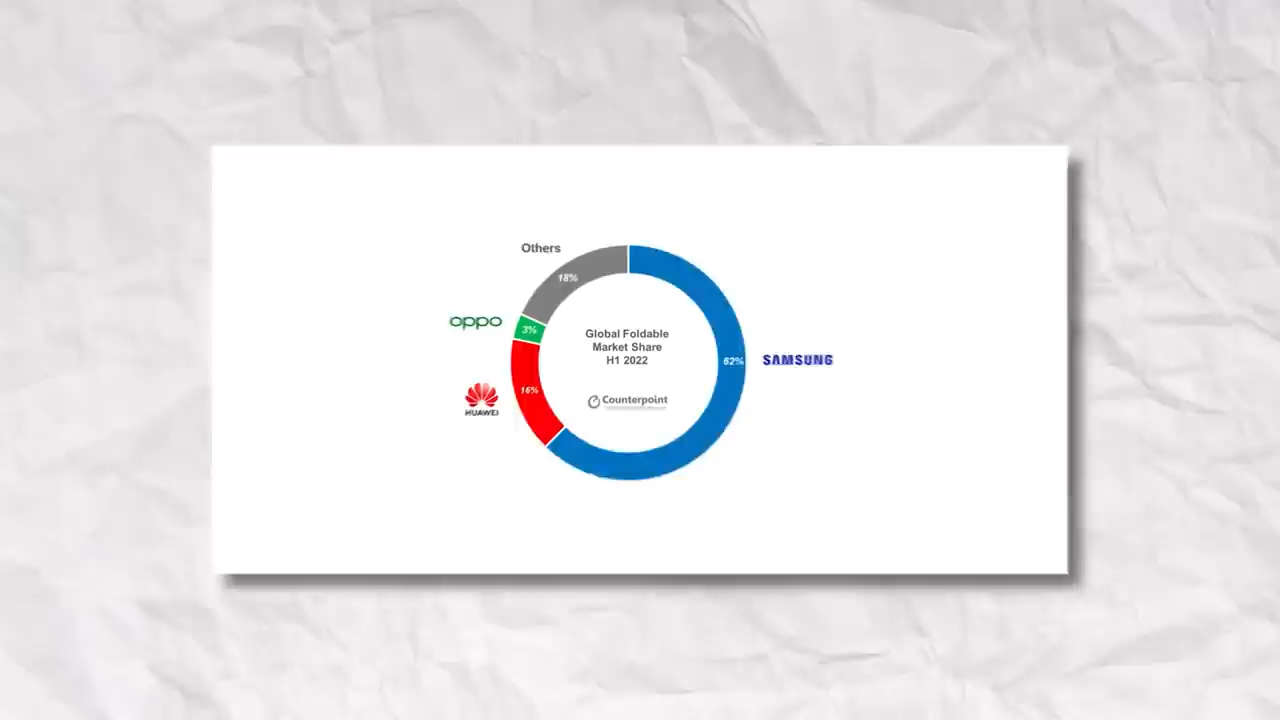 Others
18%
oppo
3%
Global Foldable
Market Share
H1 2022
62%
SAMSUNG
16%
HUAWEI
Counterpoint